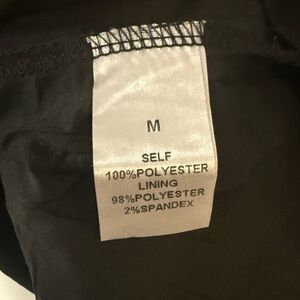 M
SELF
100%POLYESTER
LINING
98%POLYESTER
2%SPANDEX